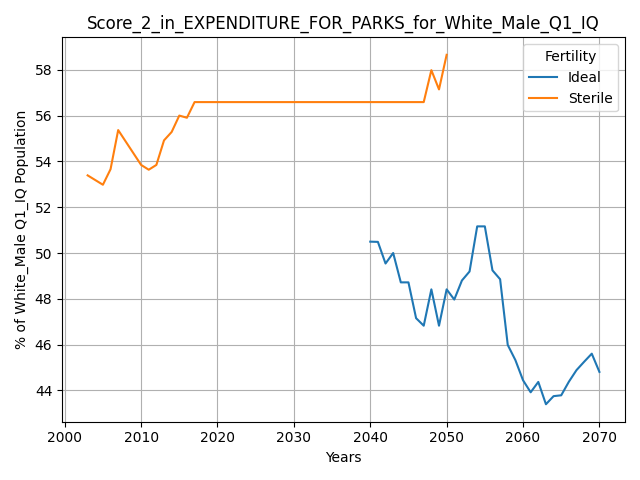 Score_2_in_EXPENDITURE_FOR_PARKS_for_White_Male_Q1_IQ
Fertility
Ideal
Sterile
% of White_Male Q1_IQ Population
58
56
54
52
50
48
46
44
2000
2010
2020
2030
2040
2050
2060
2070
Years